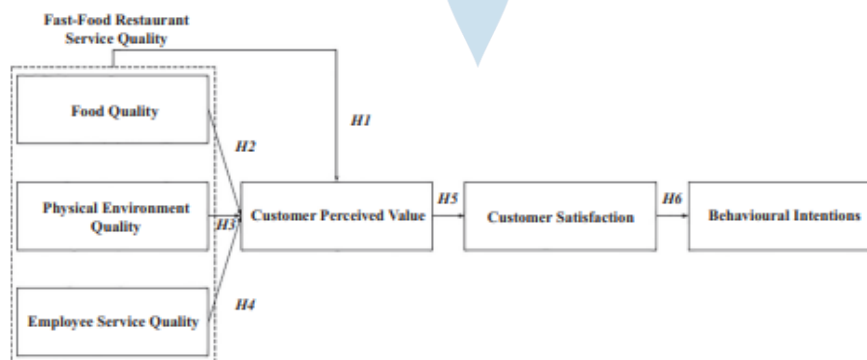 Fast-Food Restaurant
Service Quality
Food Quality
H1
H2
Physical Environment
Quality
H3
Customer Perceived Value
H5
Customer Satisfaction
H6
Behavioural Intentions
H4
Employee Service Quality